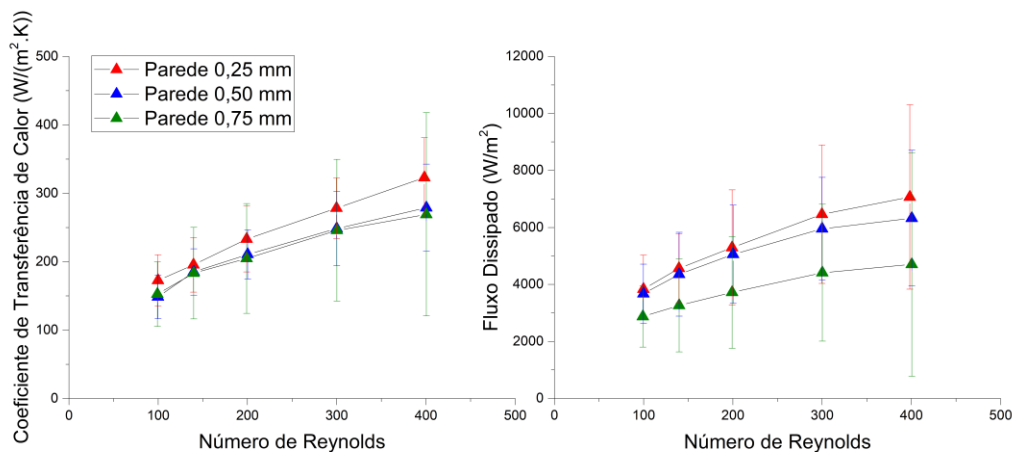 Coeficiente de Transferência de Calor (W/(m².K))
500
400
300
200
100
0
Parede 0,25 mm
Parede 0,50 mm
Parede 0,75 mm
0 100 200 300 400 500
Número de Reynolds
Fluxo Dissipado (W/m²)
12000
10000
8000
6000
4000
2000
0
0 100 200 300 400 500
Número de Reynolds